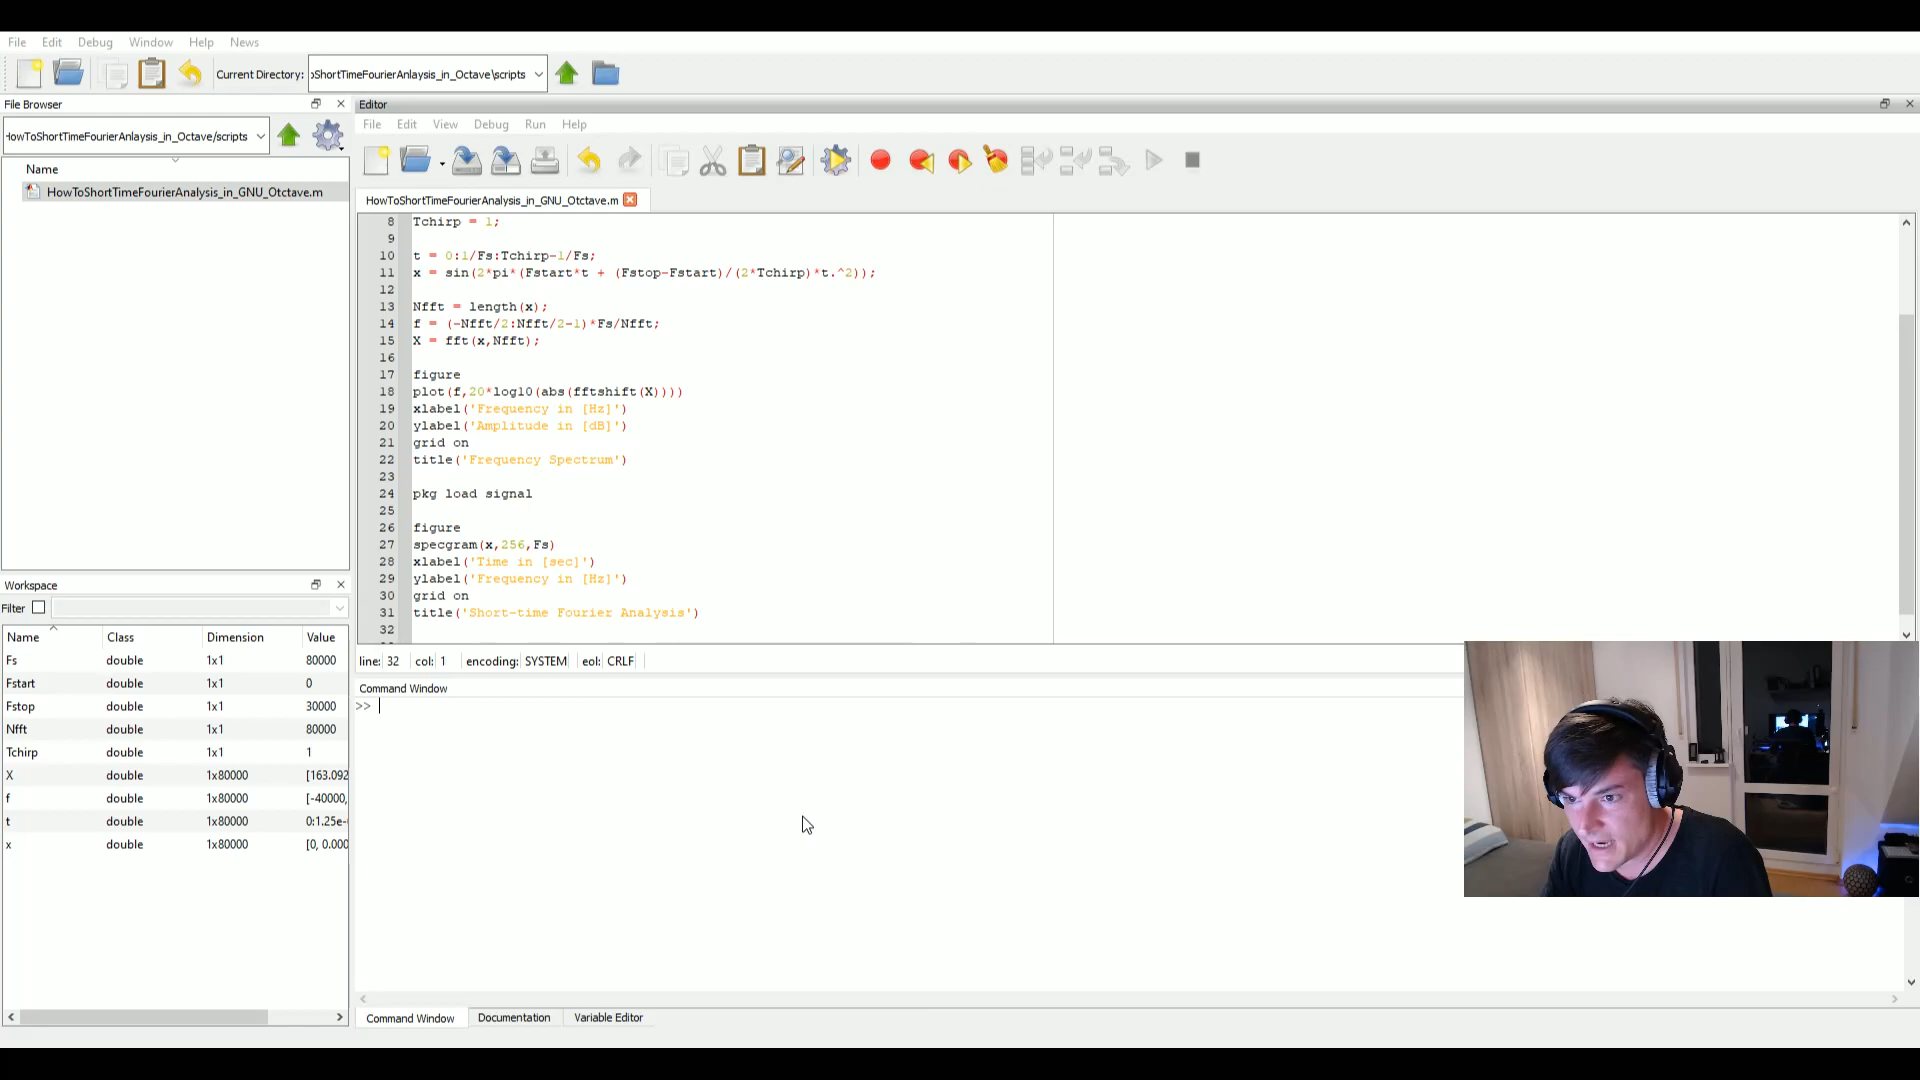 File Edit Debug Window Help News
Current Directory: ShortTimeFourierAnlaysis_in_Octave\scripts
File Browser
HowToShortTimeFourierAnlaysis_in_Octave/scripts
Name
HowToShortTimeFourierAnalysis_in_GNU_Otctave.m
Editor
File Edit View Debug Run Help
HowToShortTimeFourierAnalysis_in_GNU_Otctave.m
8 Tchirp = 1;
9
10 t = 0:1/Fs:Tchirp-1/Fs;
11 x = sin(2*pi*(Fstart*t + (Fstop-Fstart)/(2*Tchirp)*t.^2));
12
13 Nfft = length(x);
14 f = (-Nfft/2:Nfft/2-1)*Fs/Nfft;
15 X = fft(x,Nfft);
16
17 figure
18 plot(f,20*log10(abs(fftshift(X))))
19 xlabel('Frequency in [Hz]')
20 ylabel('Amplitude in [dB]')
21 grid on
22 title('Frequency Spectrum')
23
24 pkg load signal
25
26 figure
27 specgram(x,256,Fs)
28 xlabel('Time in [sec]')
29 ylabel('Frequency in [Hz]')
30 grid on
31 title('Short-time Fourier Analysis')
32
line: 32 col: 1 encoding: SYSTEM eol: CRLF
Workspace
Filter
Name Class Dimension Value
Fs double 1x1 80000
Fstart double 1x1 0
Fstop double 1x1 30000
Nfft double 1x1 80000
Tchirp double 1x1 1
X double 1x80000 [163.092
f double 1x80000 [-40000,
t double 1x80000 0:1.25e-
x double 1x80000 [0, 0.000
Command Window
>>
Command Window Documentation Variable Editor